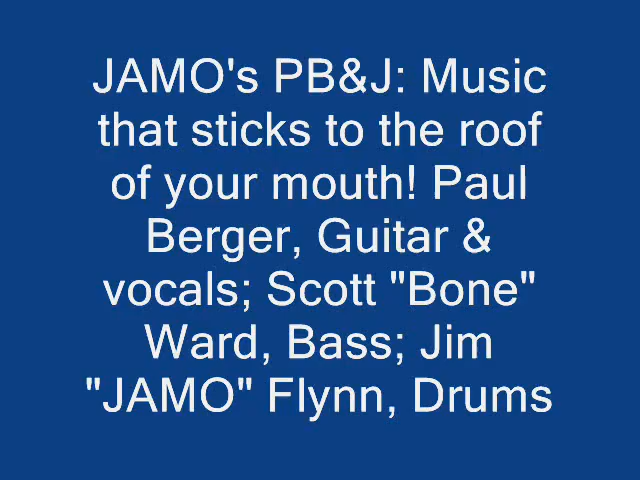 JAMO's PB&J: Music
that sticks to the roof
of your mouth! Paul
Berger, Guitar &
vocals; Scott "Bone"
Ward, Bass; Jim
"JAMO" Flynn, Drums